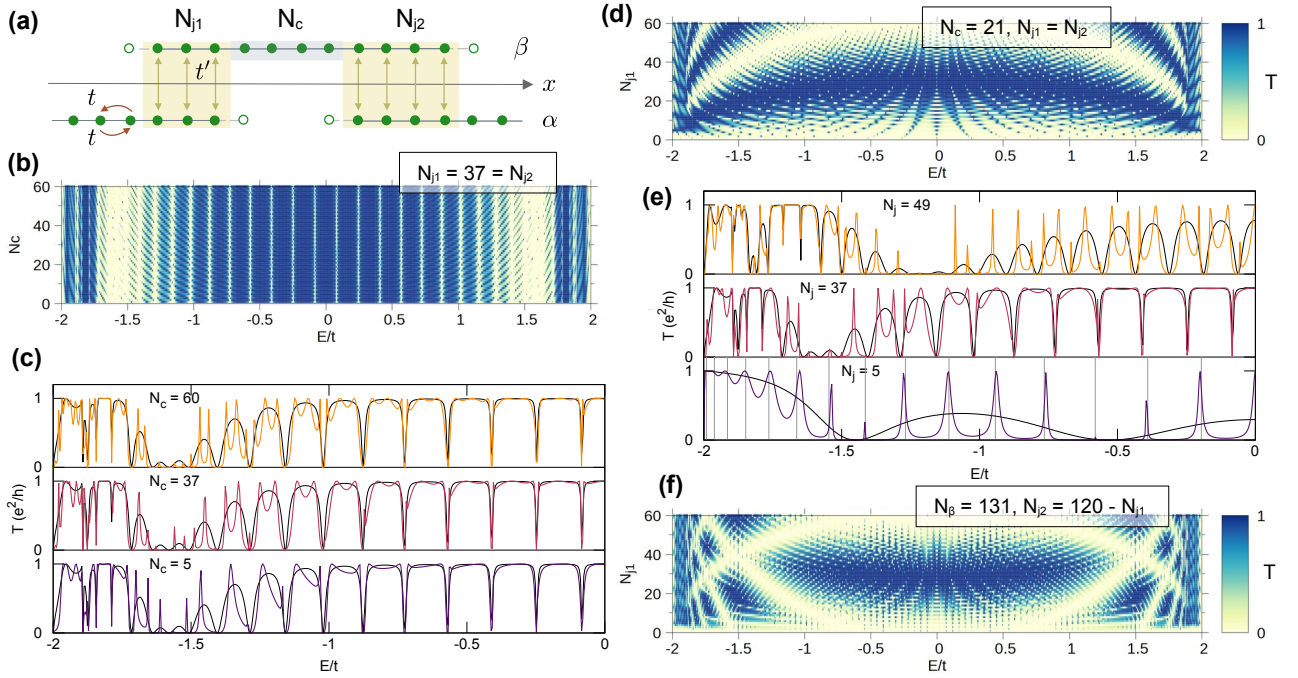 (a)
N_j1 N_c N_j2
β
t′
x
t
t
α
(b)
N_j1 = 37 = N_j2
Nc
60
40
20
0
-2 -1.5 -1 -0.5 0 0.5 1 1.5 2
E/t
(c)
N_c = 60
1
0
N_c = 37
T (e²/h)
1
0
N_c = 5
1
0
-2 -1.5 -1 -0.5 0
E/t
(d)
N_c = 21, N_j1 = N_j2
N_j1
60
40
20
0
-2 -1.5 -1 -0.5 0 0.5 1 1.5 2
E/t
1
T
0
(e)
N_j = 49
1
0
N_j = 37
T (e²/h)
1
0
N_j = 5
1
0
-2 -1.5 -1 -0.5 0
E/t
(f)
N_β = 131, N_j2 = 120 - N_j1
N_j1
60
40
20
0
-2 -1.5 -1 -0.5 0 0.5 1 1.5 2
E/t
1
T
0